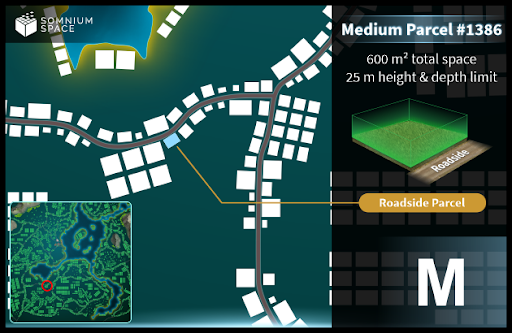 SOMNIUM
SPACE
Medium Parcel #1386
600 m² total space
25 m height & depth limit
Roadside
Roadside Parcel
M